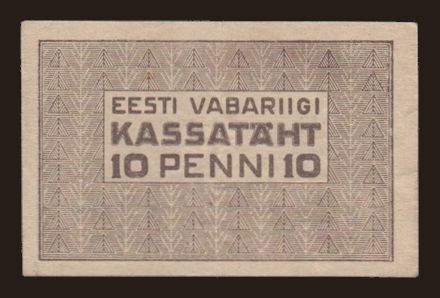 EESTI VABARIIGI
KASSATÄHT
10 PENNI 10